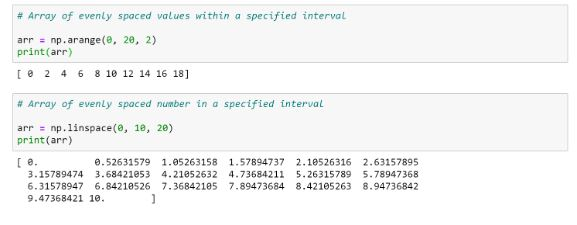 # Array of evenly spaced values within a specified interval
arr = np.arange(0, 20, 2)
print(arr)
[ 0  2  4  6  8 10 12 14 16 18]
# Array of evenly spaced number in a specified interval
arr = np.linspace(0, 10, 20)
print(arr)
[ 0.          0.52631579  1.05263158  1.57894737  2.10526316  2.63157895
  3.15789474  3.68421053  4.21052632  4.73684211  5.26315789  5.78947368
  6.31578947  6.84210526  7.36842105  7.89473684  8.42105263  8.94736842
  9.47368421 10.        ]